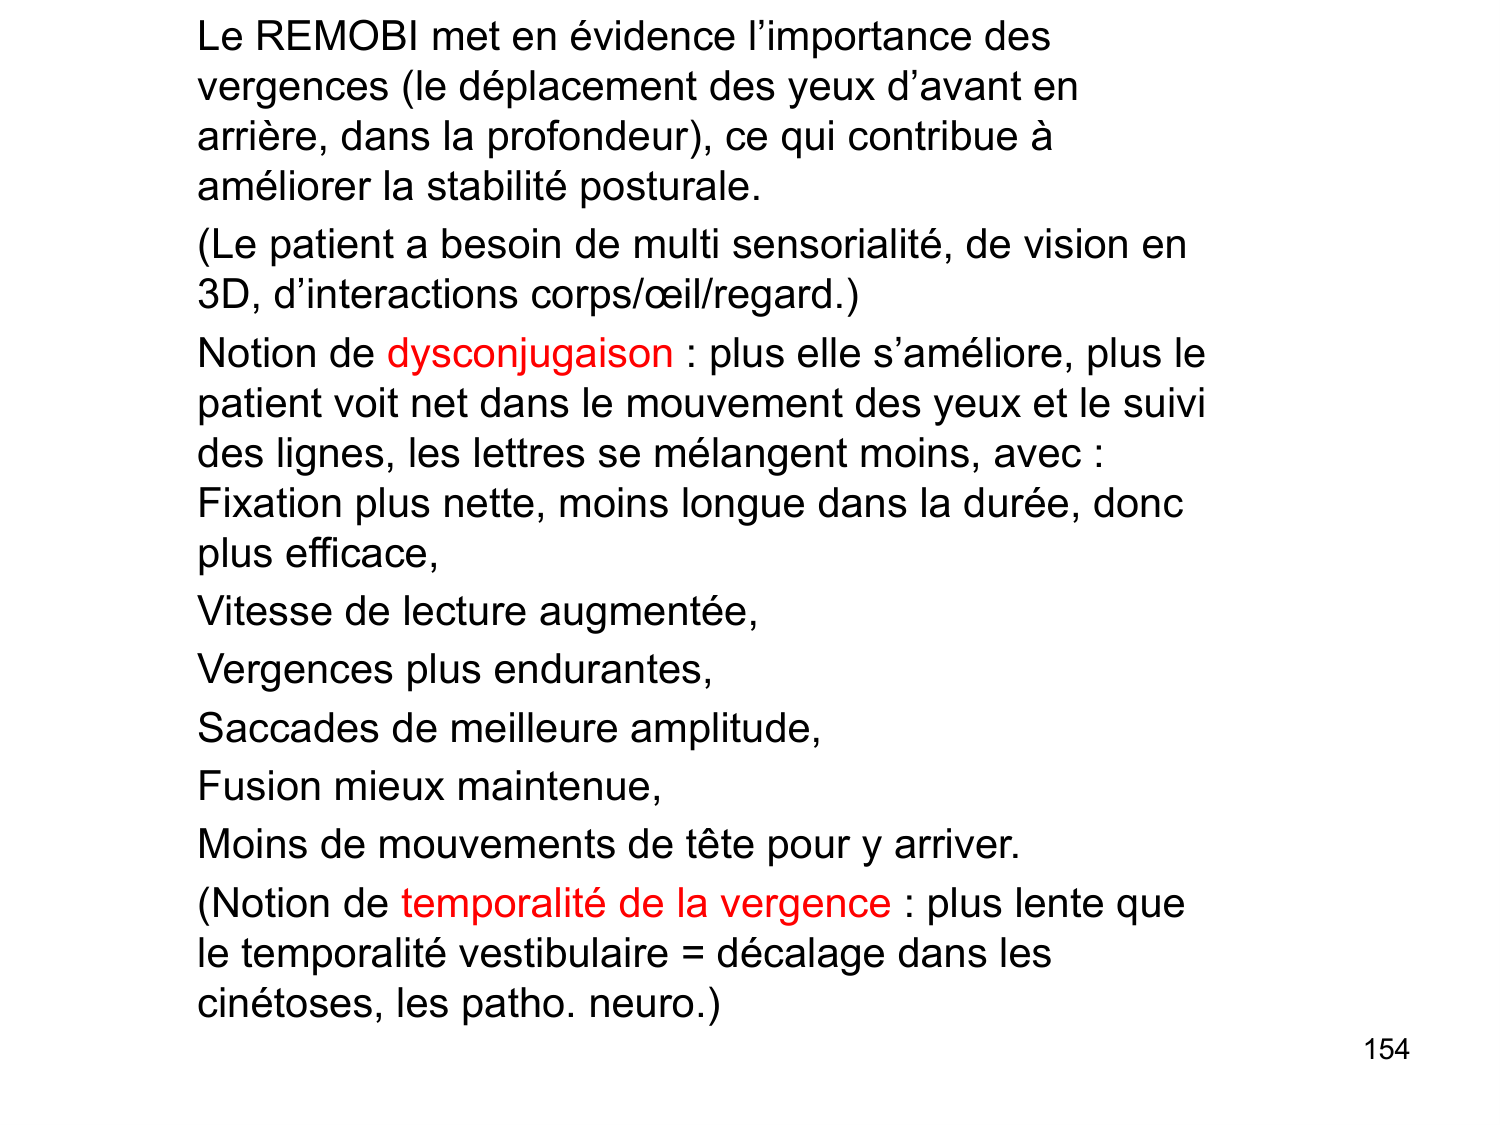 Le REMOBI met en évidence l’importance des
vergences (le déplacement des yeux d’avant en
arrière, dans la profondeur), ce qui contribue à
améliorer la stabilité posturale.
(Le patient a besoin de multi sensorialité, de vision en
3D, d’interactions corps/œil/regard.)
Notion de dysconjugaison : plus elle s’améliore, plus le
patient voit net dans le mouvement des yeux et le suivi
des lignes, les lettres se mélangent moins, avec :
Fixation plus nette, moins longue dans la durée, donc
plus efficace,
Vitesse de lecture augmentée,
Vergences plus endurantes,
Saccades de meilleure amplitude,
Fusion mieux maintenue,
Moins de mouvements de tête pour y arriver.
(Notion de temporalité de la vergence : plus lente que
le temporalité vestibulaire = décalage dans les
cinétoses, les patho. neuro.)
154